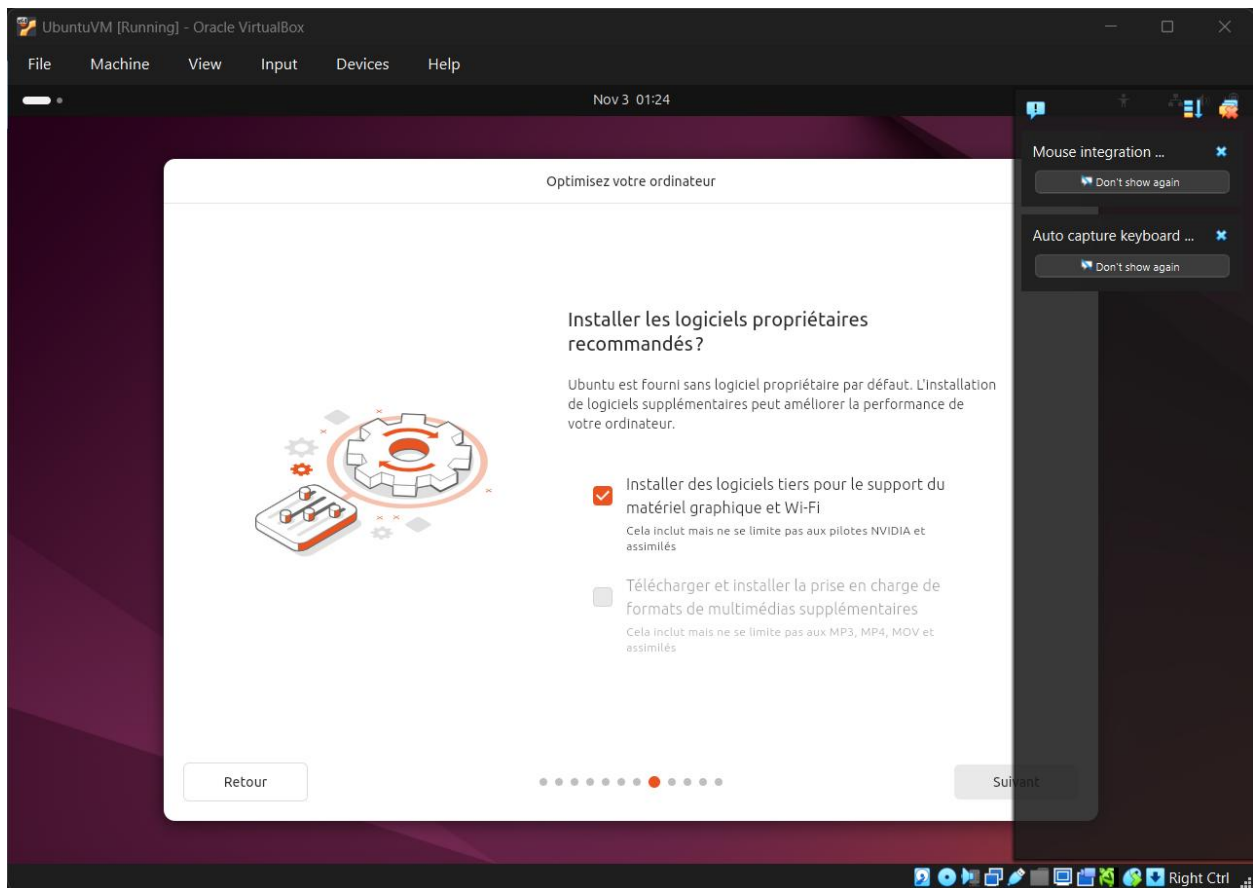 UbuntuVM [Running] - Oracle VirtualBox
File Machine View Input Devices Help
Nov 3 01:24
Mouse integration ...
Don't show again
Auto capture keyboard ...
Don't show again
Optimisez votre ordinateur
Installer les logiciels propriétaires
recommandés ?
Ubuntu est fourni sans logiciel propriétaire par défaut. L'installation
de logiciels supplémentaires peut améliorer la performance de
votre ordinateur.
Installer des logiciels tiers pour le support du
matériel graphique et Wi-Fi
Cela inclut mais ne se limite pas aux pilotes NVIDIA et
assimilés
Télécharger et installer la prise en charge de
formats de multimédias supplémentaires
Cela inclut mais ne se limite pas aux MP3, MP4, MOV et
assimilés
Retour
Suivant
Right Ctrl